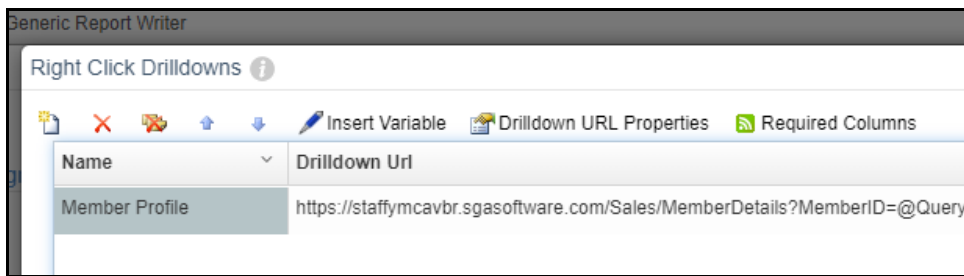 Generic Report Writer
Right Click Drilldowns
Insert Variable Drilldown URL Properties Required Columns
Name Drilldown Url
Member Profile https://staffymcavbr.sgasoftware.com/Sales/MemberDetails?MemberID=@Query